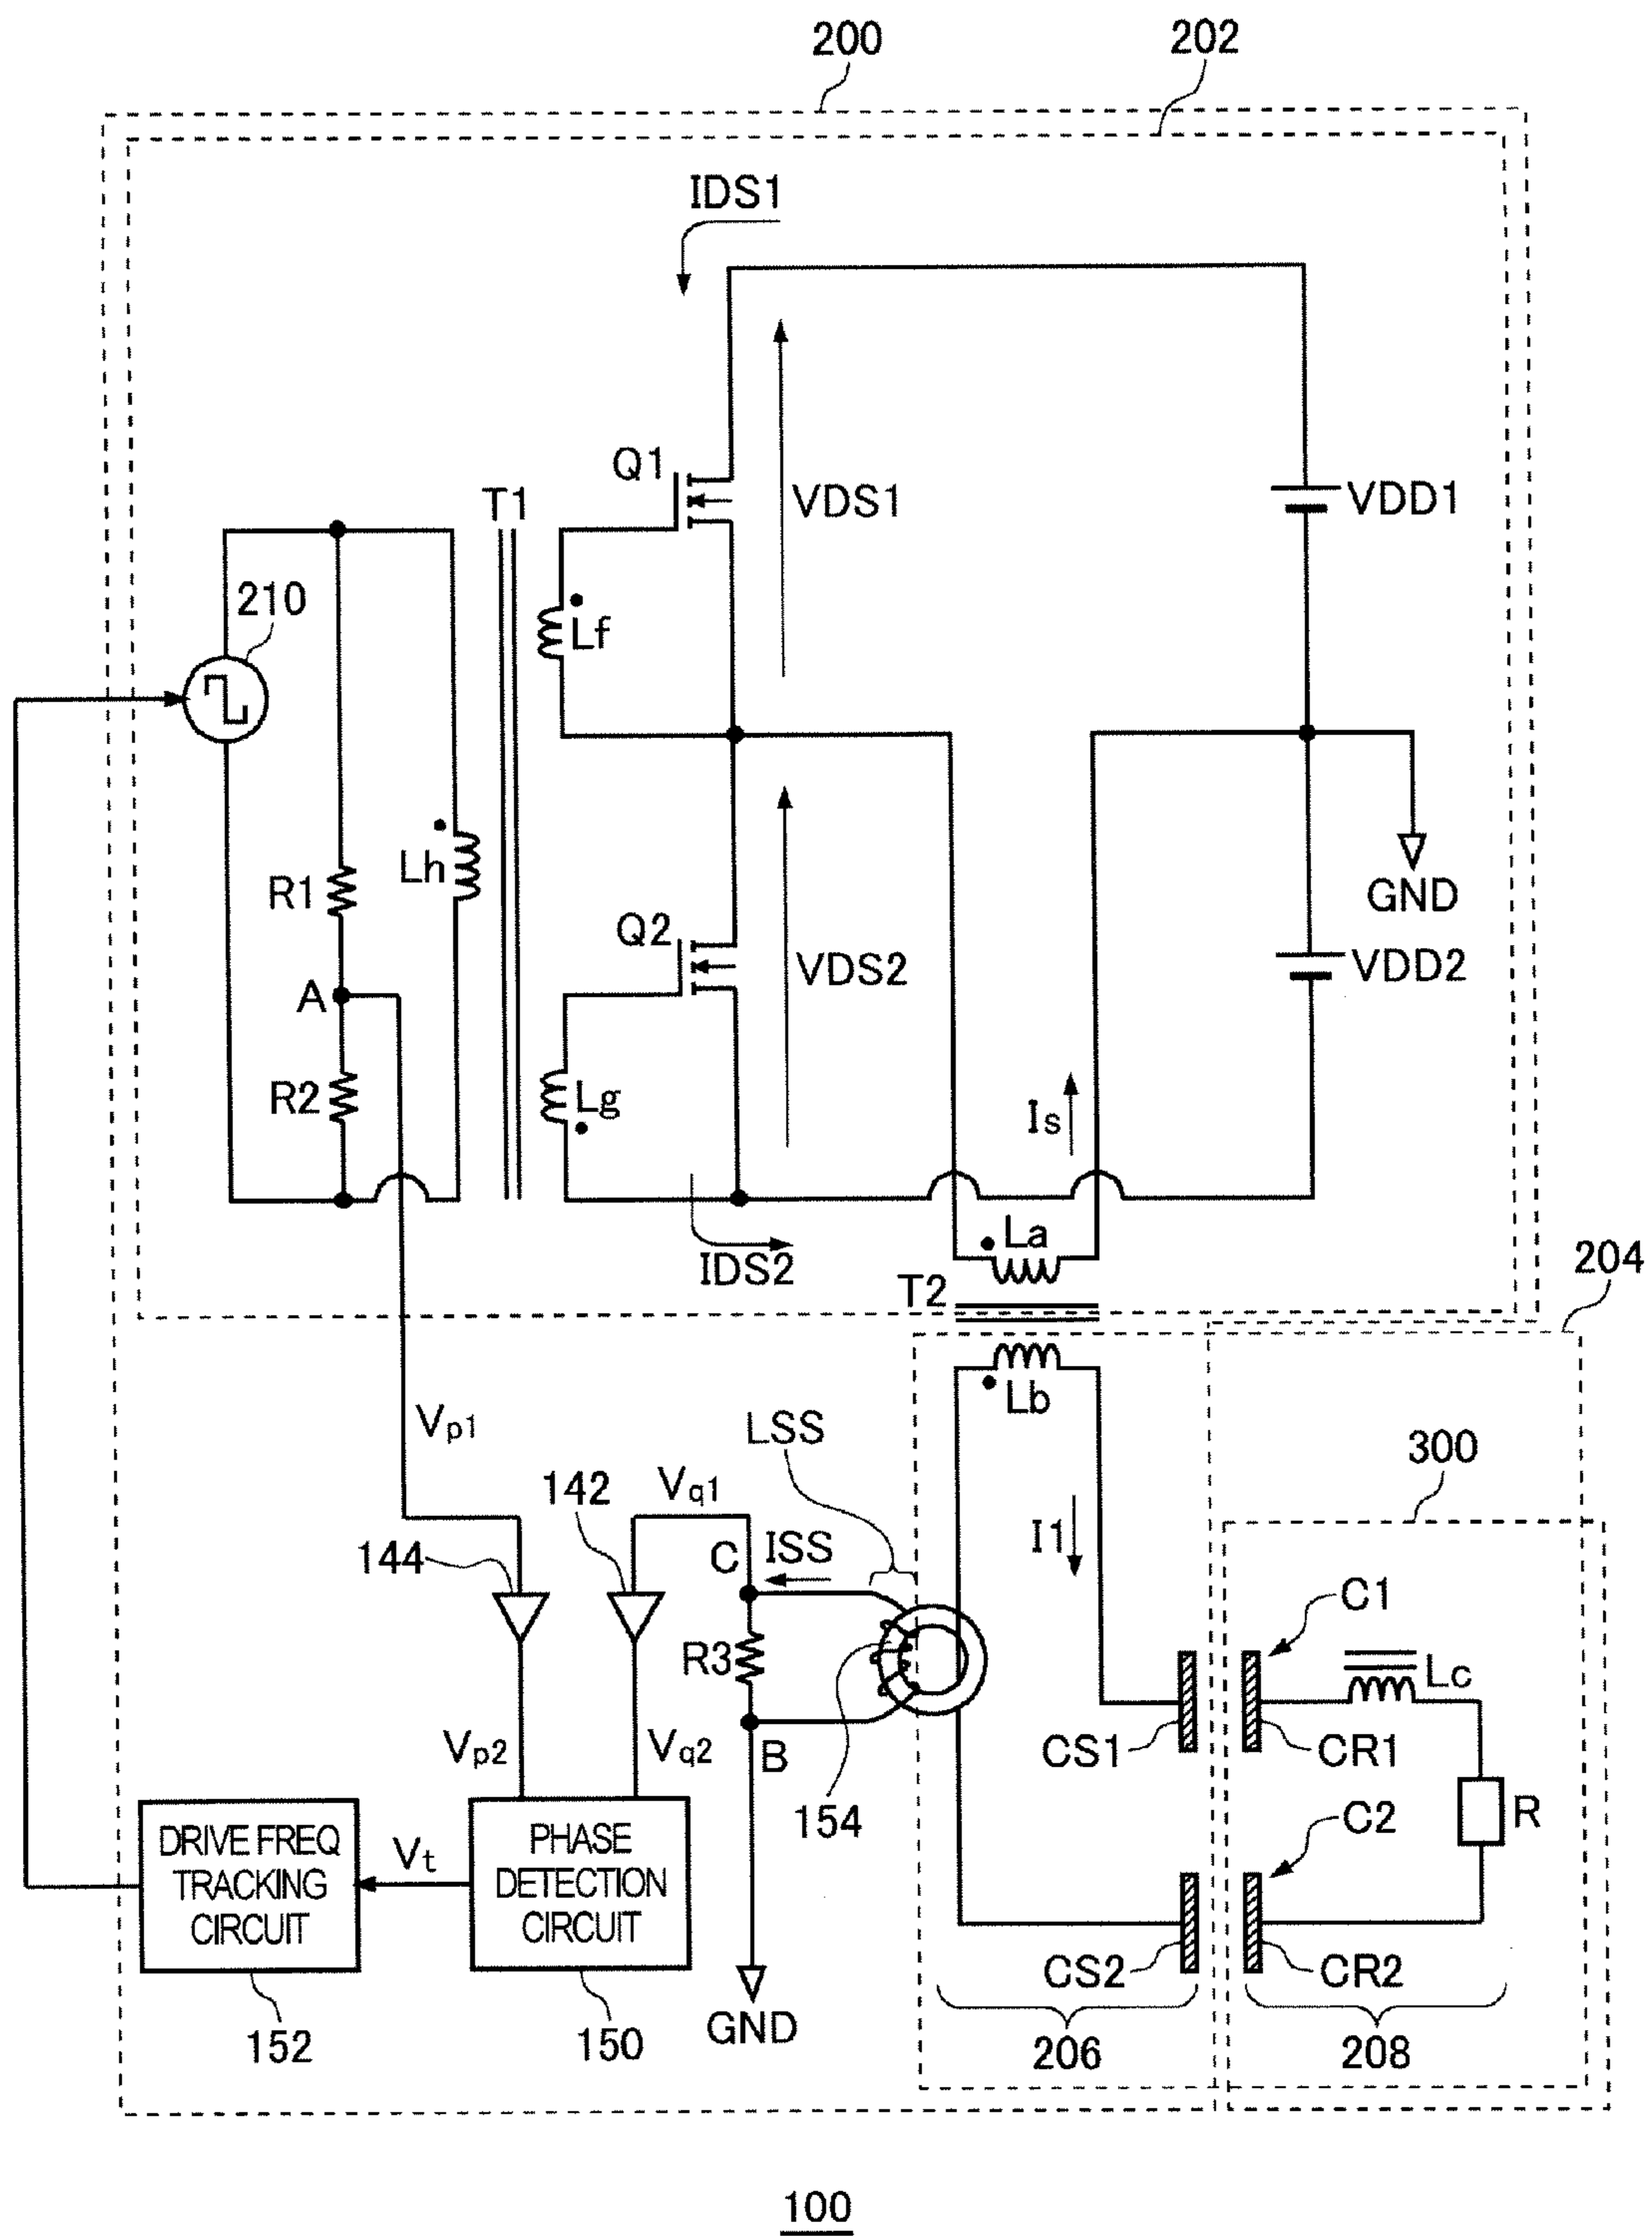 200
202
IDS1
Q1
T1
VDS1
VDD1
210
Lf
R1
Lh
GND
Q2
A
VDS2
VDD2
R2
Lg
Is
La
IDS2
T2
204
Lb
Vp1
LSS
300
142
Vq1
144
C
ISS
I1
C1
R3
Lc
Vp2
Vq2
B
CS1
CR1
154
C2
R
DRIVE FREQ
TRACKING
CIRCUIT
Vt
PHASE
DETECTION
CIRCUIT
CS2
CR2
152
150
GND
206
208
100